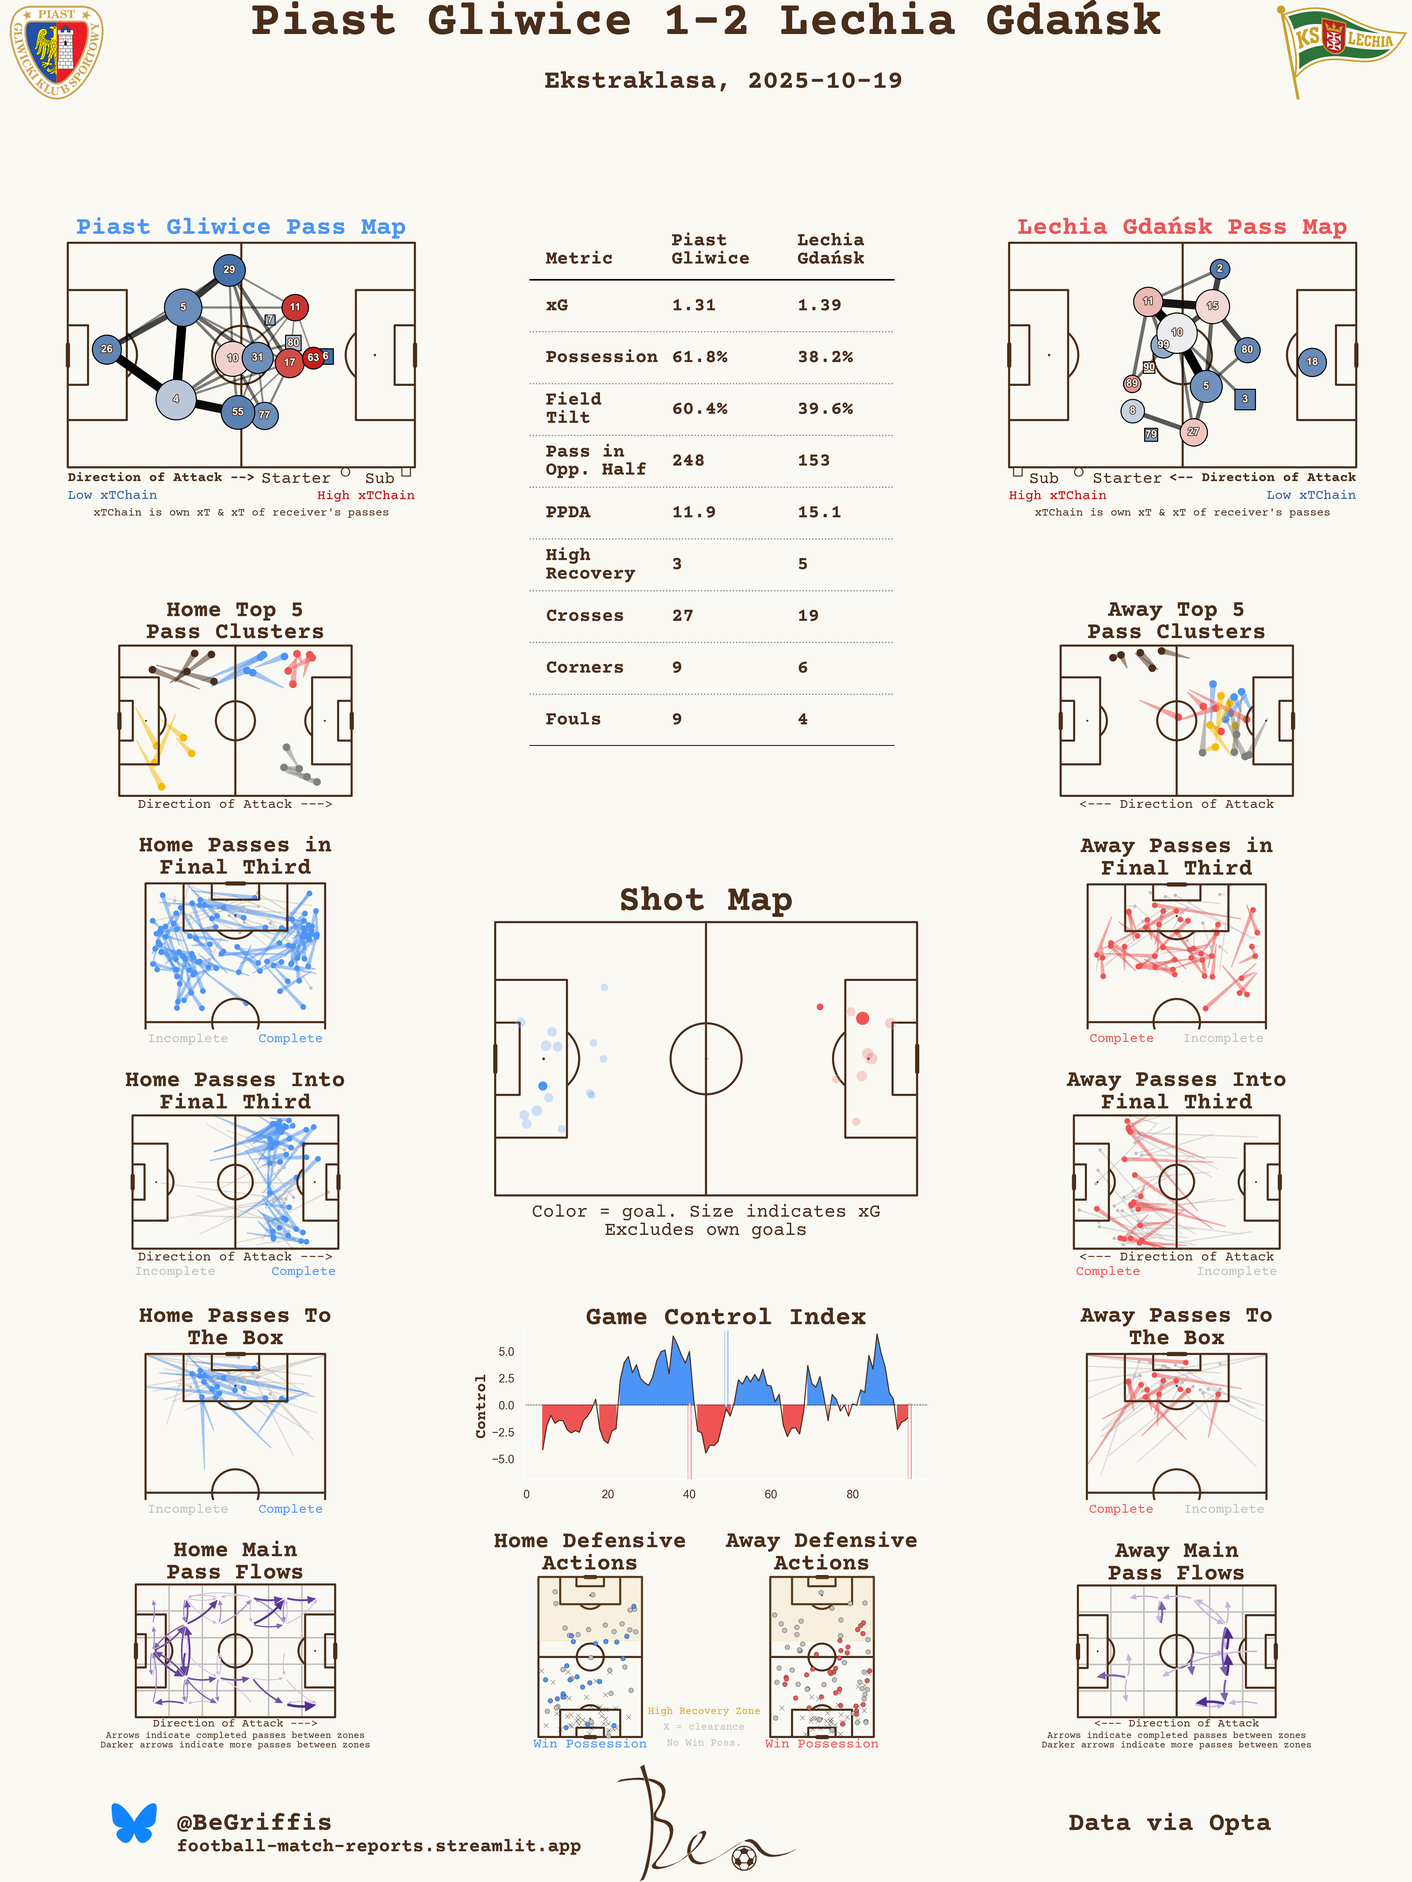 Piast Gliwice 1-2 Lechia Gdańsk
Ekstraklasa, 2025-10-19
PIAST
GLIWICKI KLUB SPORTOWY
KS LECHIA
Piast Gliwice Pass Map
29
5
11
7
80
26
10
31
17
63
6
4
55
77
Direction of Attack --> Starter Sub
Low xTChain High xTChain
xTChain is own xT & xT of receiver's passes
Metric Piast Gliwice Lechia Gdańsk
xG 1.31 1.39
Possession 61.8% 38.2%
Field Tilt 60.4% 39.6%
Pass in Opp. Half 248 153
PPDA 11.9 15.1
High Recovery 3 5
Crosses 27 19
Corners 9 6
Fouls 9 4
Lechia Gdańsk Pass Map
2
11
15
10
99
80
18
90
89
5
3
8
79
27
Sub Starter <-- Direction of Attack
High xTChain Low xTChain
xTChain is own xT & xT of receiver's passes
Home Top 5
Pass Clusters
Direction of Attack --->
Away Top 5
Pass Clusters
<--- Direction of Attack
Home Passes in
Final Third
Incomplete Complete
Away Passes in
Final Third
Complete Incomplete
Shot Map
Color = goal. Size indicates xG
Excludes own goals
Home Passes Into
Final Third
Direction of Attack --->
Incomplete Complete
Away Passes Into
Final Third
<--- Direction of Attack
Complete Incomplete
Home Passes To
The Box
Incomplete Complete
Game Control Index
Control
5.0
2.5
0.0
−2.5
−5.0
0 20 40 60 80
Away Passes To
The Box
Complete Incomplete
Home Main
Pass Flows
Direction of Attack --->
Arrows indicate completed passes between zones
Darker arrows indicate more passes between zones
Home Defensive
Actions
Win Possession
High Recovery Zone
X = clearance
No Win Poss.
Away Defensive
Actions
Win Possession
Away Main
Pass Flows
<--- Direction of Attack
Arrows indicate completed passes between zones
Darker arrows indicate more passes between zones
@BeGriffis
football-match-reports.streamlit.app
Ben
Data via Opta